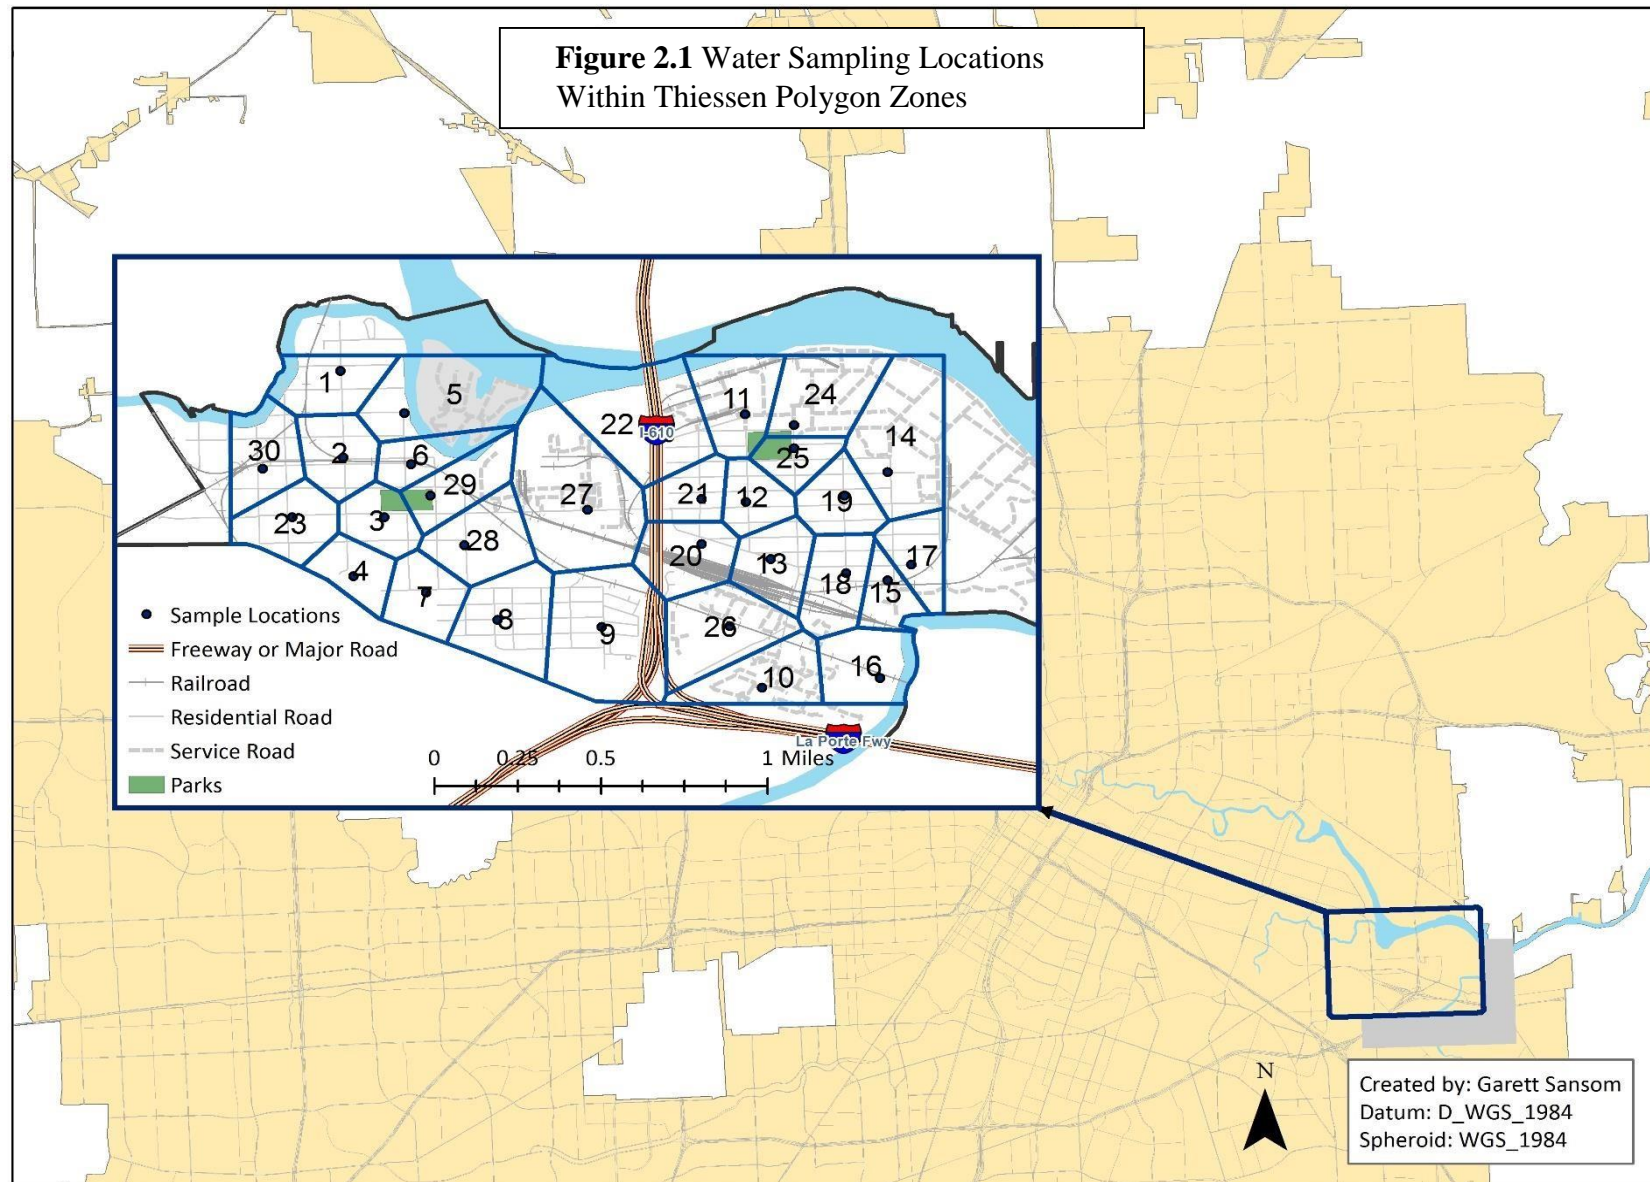 Figure 2.1 Water Sampling Locations
Within Thiessen Polygon Zones
1
5
11
24
22
I-610
14
30
2
6
25
29
27
21
12
19
23
3
28
20
13
17
4
18
15
7
8
9
26
16
10
Sample Locations
Freeway or Major Road
Railroad
Residential Road
Service Road
Parks
La Porte Fwy
0 0.25 0.5 1 Miles
N
Created by: Garett Sansom
Datum: D_WGS_1984
Spheroid: WGS_1984